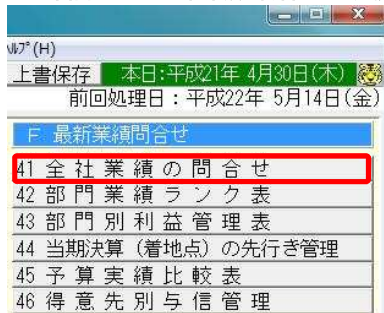 ﾍﾙﾌﾟ(H)
上書保存 本日:平成21年 4月30日(木)
前回処理日:平成22年 5月14日(金)
F 最新業績問合せ
41 全社業績の問合せ
42 部門業績ランク表
43 部門別利益管理表
44 当期決算（着地点）の先行き管理
45 予算実績比較表
46 得意先別与信管理